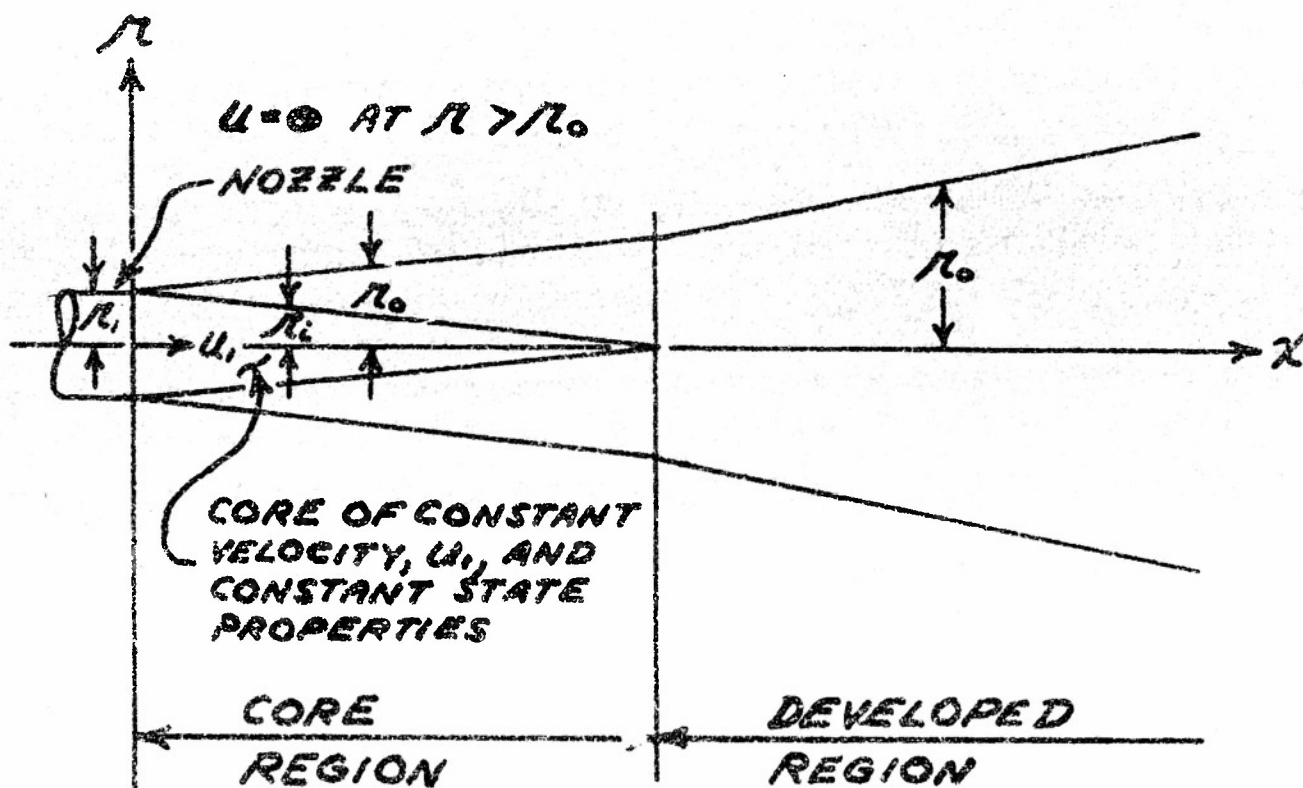 r
u=0 AT r > r₀
NOZZLE
r₁
u₁
rᵢ
r₀
r₀
x
CORE OF CONSTANT
VELOCITY, u₁, AND
CONSTANT STATE
PROPERTIES
CORE
REGION
DEVELOPED
REGION